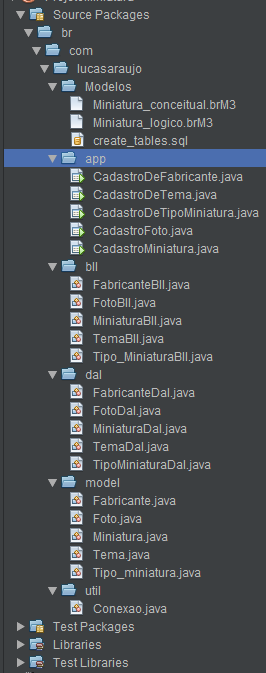 Source Packages
br
com
lucasaraujo
Modelos
Miniatura_conceitual.brM3
Miniatura_logico.brM3
create_tables.sql
app
CadastroDeFabricante.java
CadastroDeTema.java
CadastroDeTipoMiniatura.java
CadastroFoto.java
CadastroMiniatura.java
bll
FabricanteBll.java
FotoBll.java
MiniaturaBll.java
TemaBll.java
Tipo_MiniaturaBll.java
dal
FabricanteDal.java
FotoDal.java
MiniaturaDal.java
TemaDal.java
TipoMiniaturaDal.java
model
Fabricante.java
Foto.java
Miniatura.java
Tema.java
Tipo_miniatura.java
util
Conexao.java
Test Packages
Libraries
Test Libraries